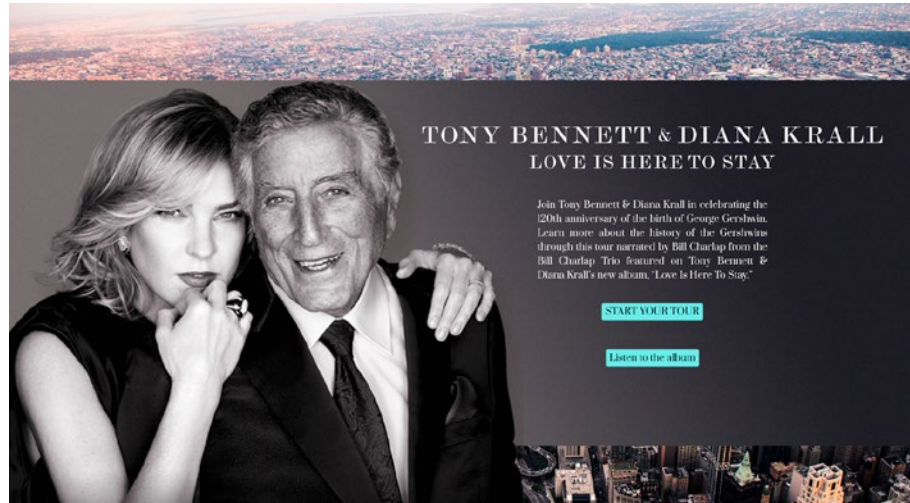 TONY BENNETT & DIANA KRALL
LOVE IS HERE TO STAY
Join Tony Bennett & Diana Krall in celebrating the
120th anniversary of the birth of George Gershwin.
Learn more about the history of the Gershwins
through this tour narrated by Bill Charlap from the
Bill Charlap Trio featured on Tony Bennett &
Diana Krall's new album, "Love Is Here To Stay."
START YOUR TOUR
Listen to the album